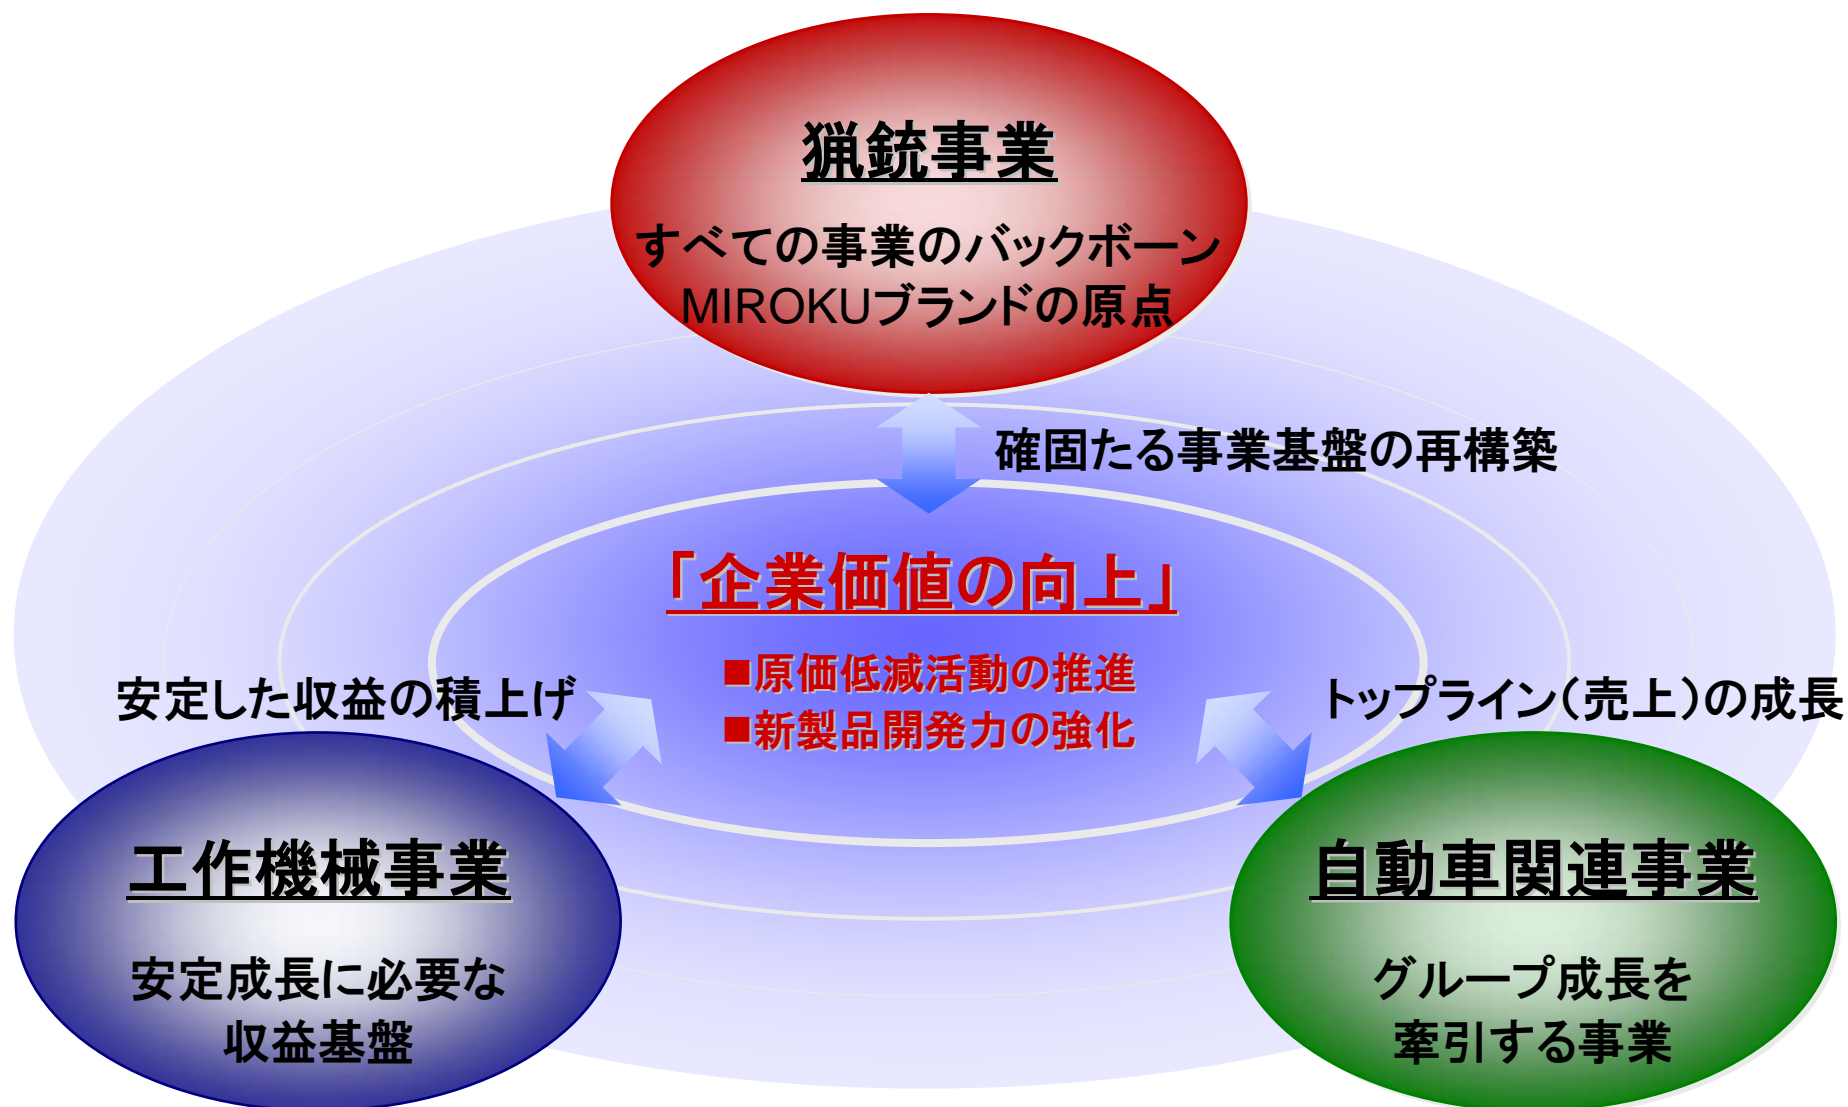 猟銃事業
すべての事業のバックボーン
MIROKUブランドの原点
確固たる事業基盤の再構築
「企業価値の向上」
■原価低減活動の推進
■新製品開発力の強化
安定した収益の積上げ
トップライン(売上)の成長
工作機械事業
安定成長に必要な
収益基盤
自動車関連事業
グループ成長を
牽引する事業